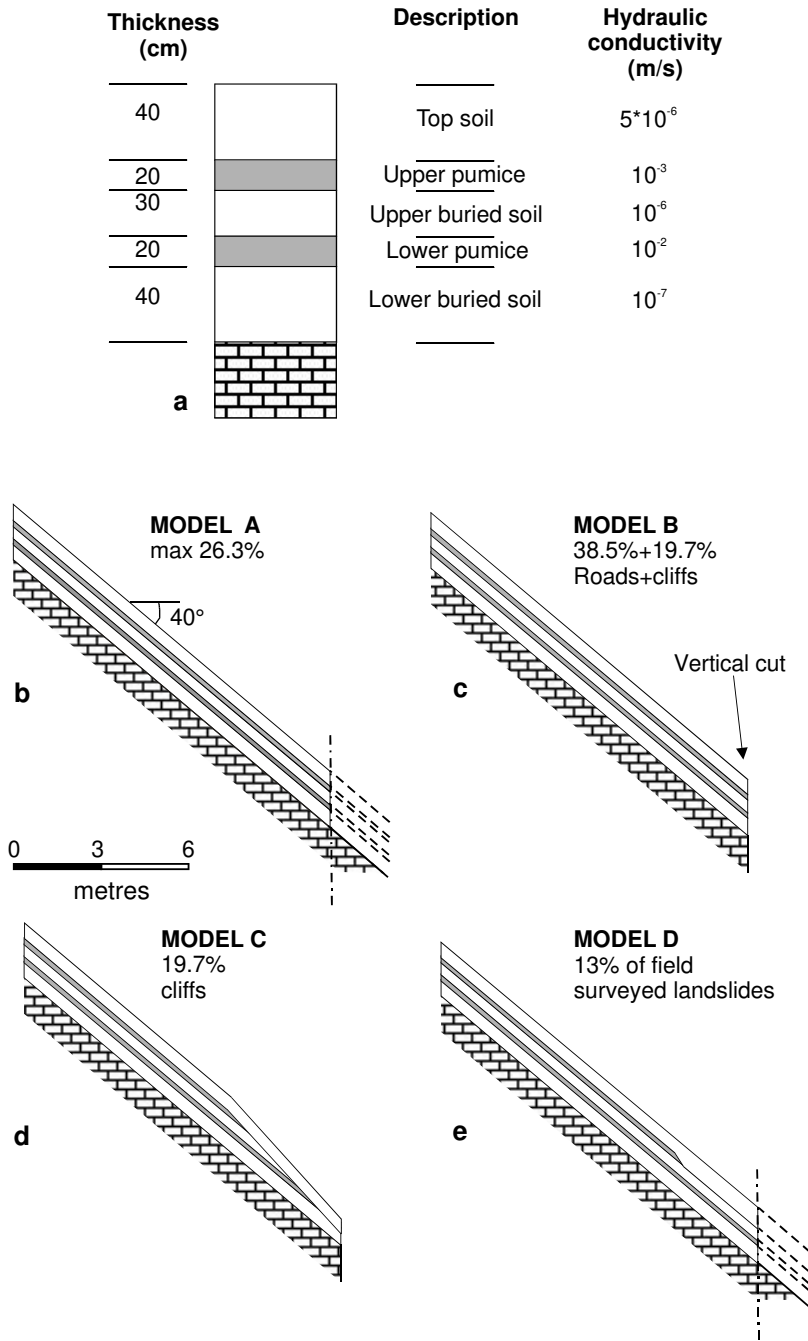 Thickness
(cm)
Description
Hydraulic
conductivity
(m/s)
40
Top soil
5*10⁻⁶
20
Upper pumice
10⁻³
30
Upper buried soil
10⁻⁶
20
Lower pumice
10⁻²
40
Lower buried soil
10⁻⁷
a
MODEL A
max 26.3%
40°
b
MODEL B
38.5%+19.7%
Roads+cliffs
Vertical cut
c
0 3 6
metres
MODEL C
19.7%
cliffs
d
MODEL D
13% of field
surveyed landslides
e